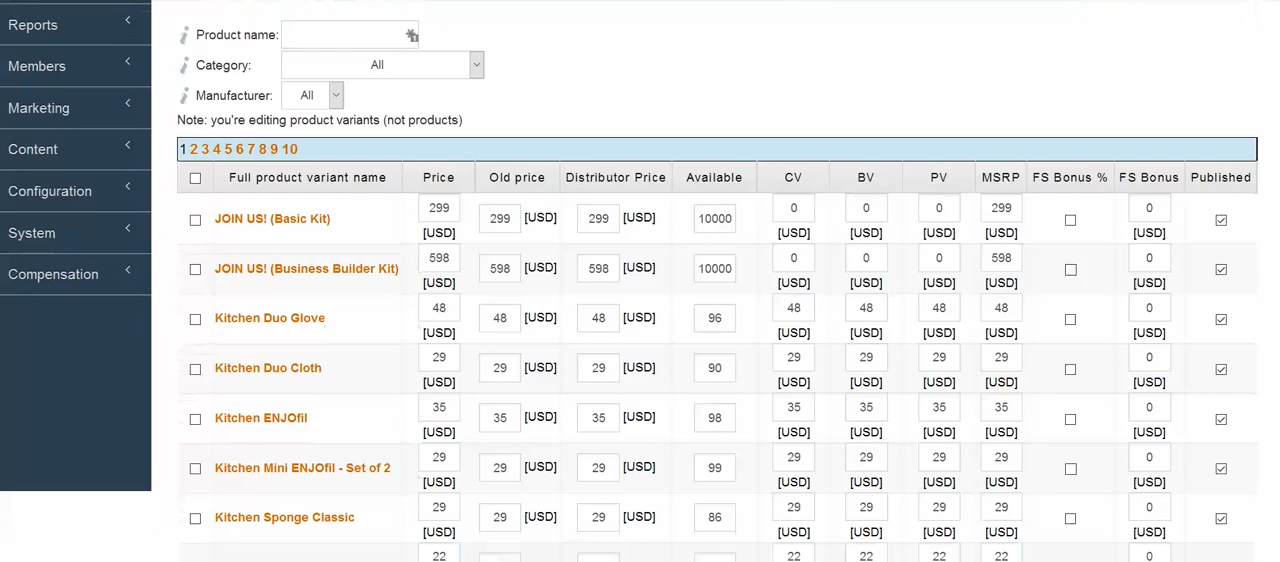 Reports
Members
Marketing
Content
Configuration
System
Compensation
Product name:
Category: All
Manufacturer: All
Note: you're editing product variants (not products)
1 2 3 4 5 6 7 8 9 10
Full product variant name Price Old price Distributor Price Available CV BV PV MSRP FS Bonus % FS Bonus Published
JOIN US! (Basic Kit) 299 [USD] 299 [USD] 299 [USD] 10000 0 [USD] 0 [USD] 0 [USD] 299 [USD] 0 [USD]
JOIN US! (Business Builder Kit) 598 [USD] 598 [USD] 598 [USD] 10000 0 [USD] 0 [USD] 0 [USD] 598 [USD] 0 [USD]
Kitchen Duo Glove 48 [USD] 48 [USD] 48 [USD] 96 48 [USD] 48 [USD] 48 [USD] 48 [USD] 0 [USD]
Kitchen Duo Cloth 29 [USD] 29 [USD] 29 [USD] 90 29 [USD] 29 [USD] 29 [USD] 29 [USD] 0 [USD]
Kitchen ENJOfil 35 [USD] 35 [USD] 35 [USD] 98 35 [USD] 35 [USD] 35 [USD] 35 [USD] 0 [USD]
Kitchen Mini ENJOfil - Set of 2 29 [USD] 29 [USD] 29 [USD] 99 29 [USD] 29 [USD] 29 [USD] 29 [USD] 0 [USD]
Kitchen Sponge Classic 29 [USD] 29 [USD] 29 [USD] 86 29 [USD] 29 [USD] 29 [USD] 29 [USD] 0 [USD]
22 22 22 22 22 0